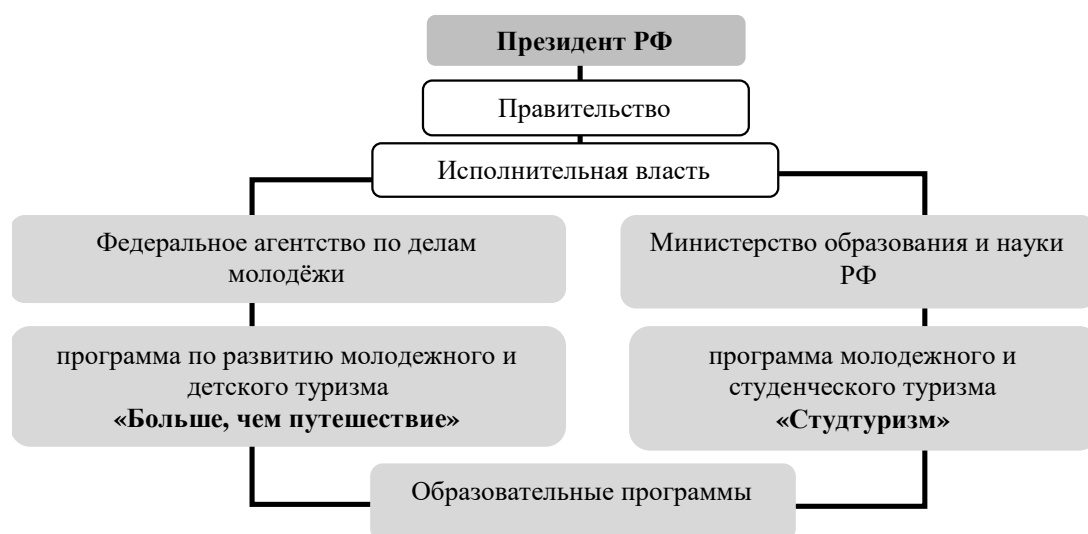 Президент РФ
Правительство
Исполнительная власть
Федеральное агентство по делам
молодёжи
Министерство образования и науки
РФ
программа по развитию молодежного и
детского туризма
«Больше, чем путешествие»
программа молодежного и
студенческого туризма
«Студтуризм»
Образовательные программы